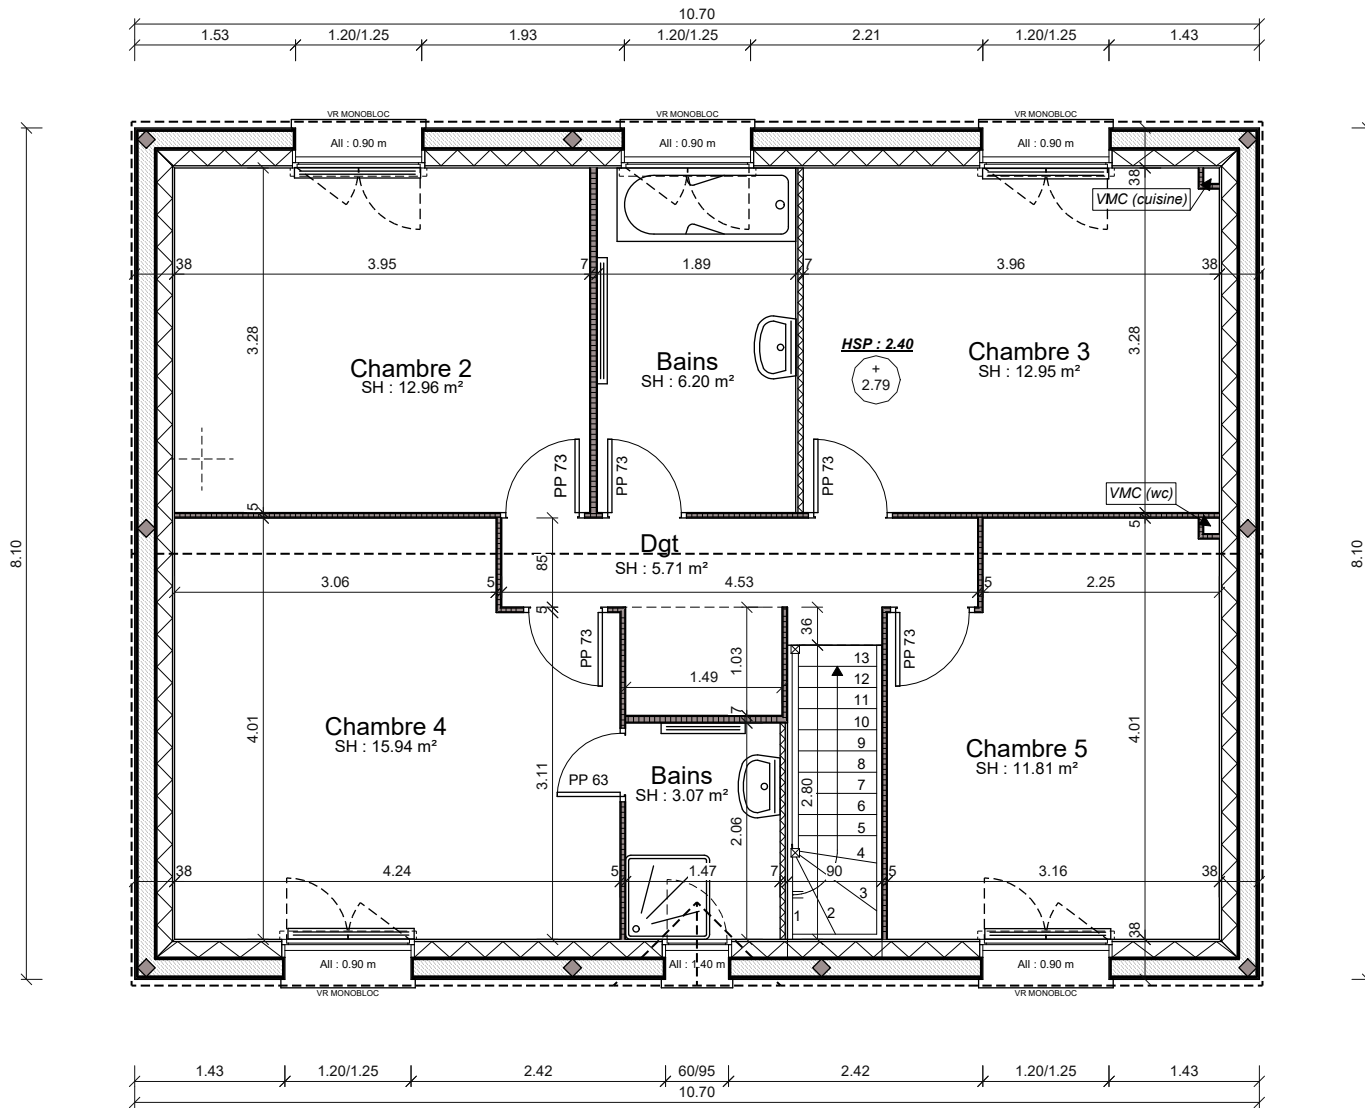 10.70
1.53 1.20/1.25 1.93 1.20/1.25 2.21 1.20/1.25 1.43
VR MONOBLOC VR MONOBLOC VR MONOBLOC
All : 0.90 m All : 0.90 m All : 0.90 m
38
VMC (cuisine)
38 3.95 7 1.89 7 3.96 38
3.28 3.28
HSP : 2.40
+
2.79
Chambre 2
SH : 12.96 m²
Bains
SH : 6.20 m²
Chambre 3
SH : 12.95 m²
PP 73 PP 73 PP 73
VMC (wc)
5 5
8.10 8.10
Dgt
SH : 5.71 m²
85
3.06 5 4.53 5 2.25
5
36
PP 73 PP 73
1.03
1.49
7
13
12
11
10
9
8
7
6
5
4
3
2
1
2.80
4.01 4.01
Chambre 4
SH : 15.94 m²
3.11
PP 63
Bains
SH : 3.07 m²
2.06
Chambre 5
SH : 11.81 m²
38 4.24 5 1.47 7 90 5 3.16 38
38
All : 0.90 m All : 1.40 m All : 0.90 m
VR MONOBLOC VR MONOBLOC
1.43 1.20/1.25 2.42 60/95 2.42 1.20/1.25 1.43
10.70